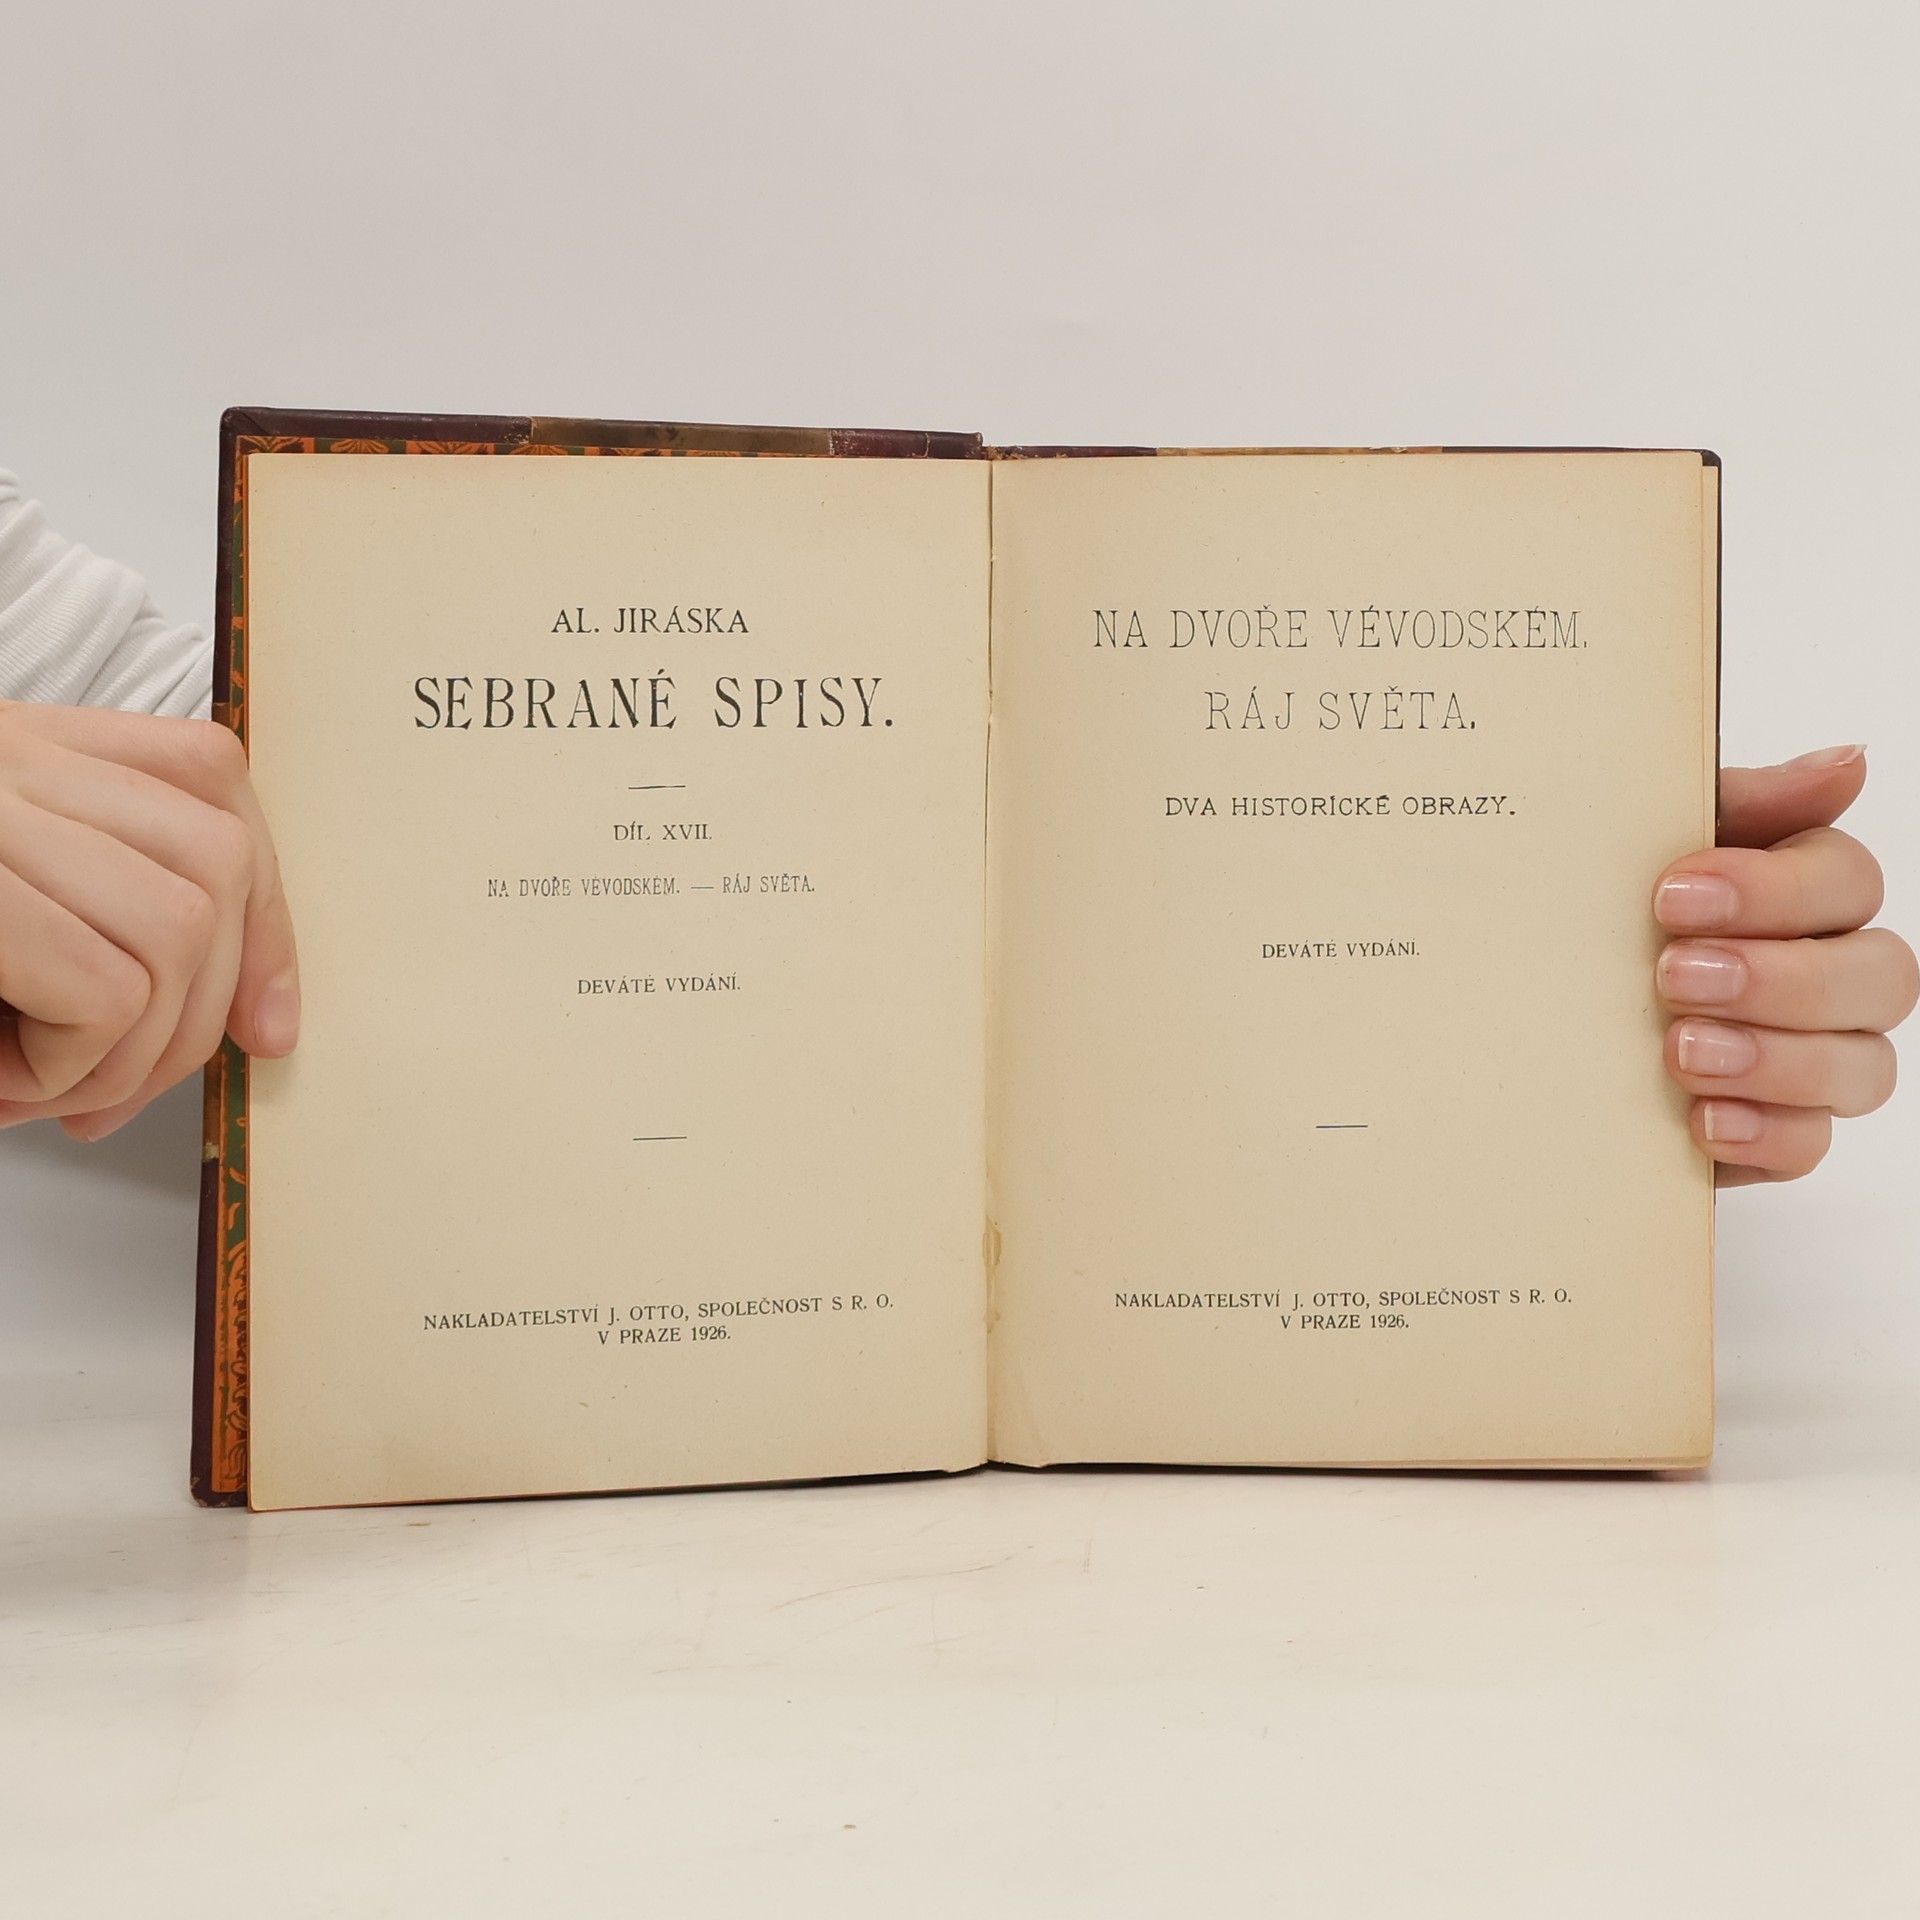 AL. JIRÁSKA
SEBRANÉ SPISY.
DÍL XVII.
NA DVOŘE VÉVODSKÉM. — RÁJ SVĚTA.
DEVÁTÉ VYDÁNÍ.
NAKLADATELSTVÍ J. OTTO, SPOLEČNOST S R. O.
V PRAZE 1926.
NA DVOŘE VÉVODSKÉM.
RÁJ SVĚTA.
DVA HISTORICKÉ OBRAZY.
DEVÁTÉ VYDÁNÍ.
NAKLADATELSTVÍ J. OTTO, SPOLEČNOST S R. O.
V PRAZE 1926.